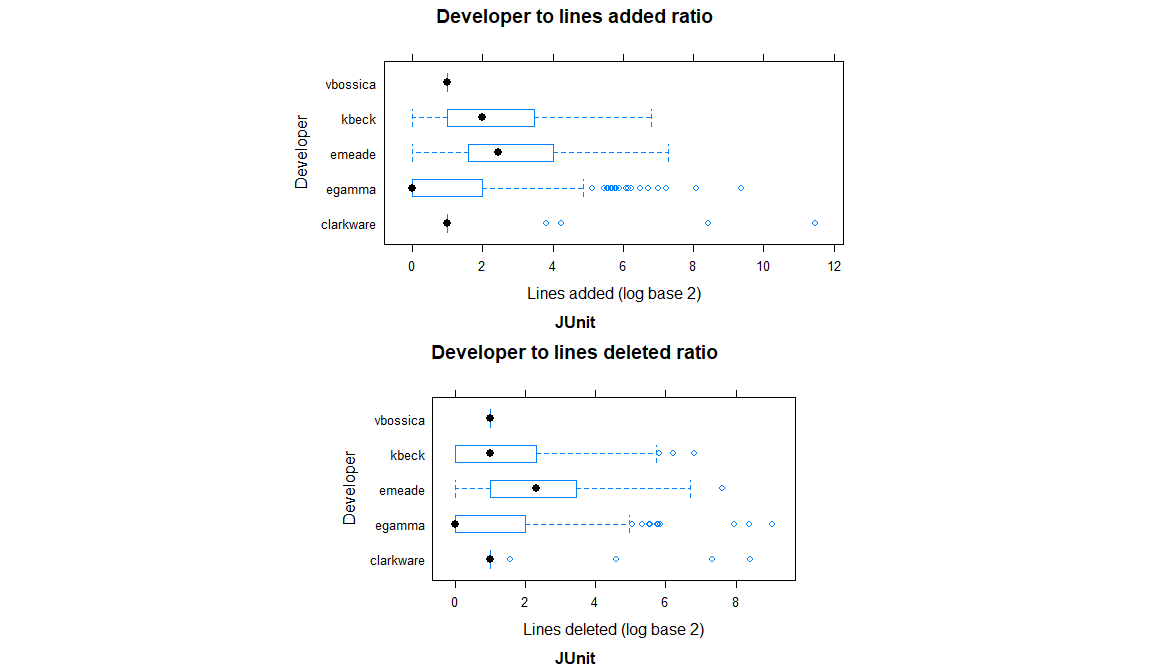 Developer to lines added ratio
Developer
vbossica
kbeck
emeade
egamma
clarkware
0 2 4 6 8 10 12
Lines added (log base 2)
JUnit
Developer to lines deleted ratio
Developer
vbossica
kbeck
emeade
egamma
clarkware
0 2 4 6 8
Lines deleted (log base 2)
JUnit